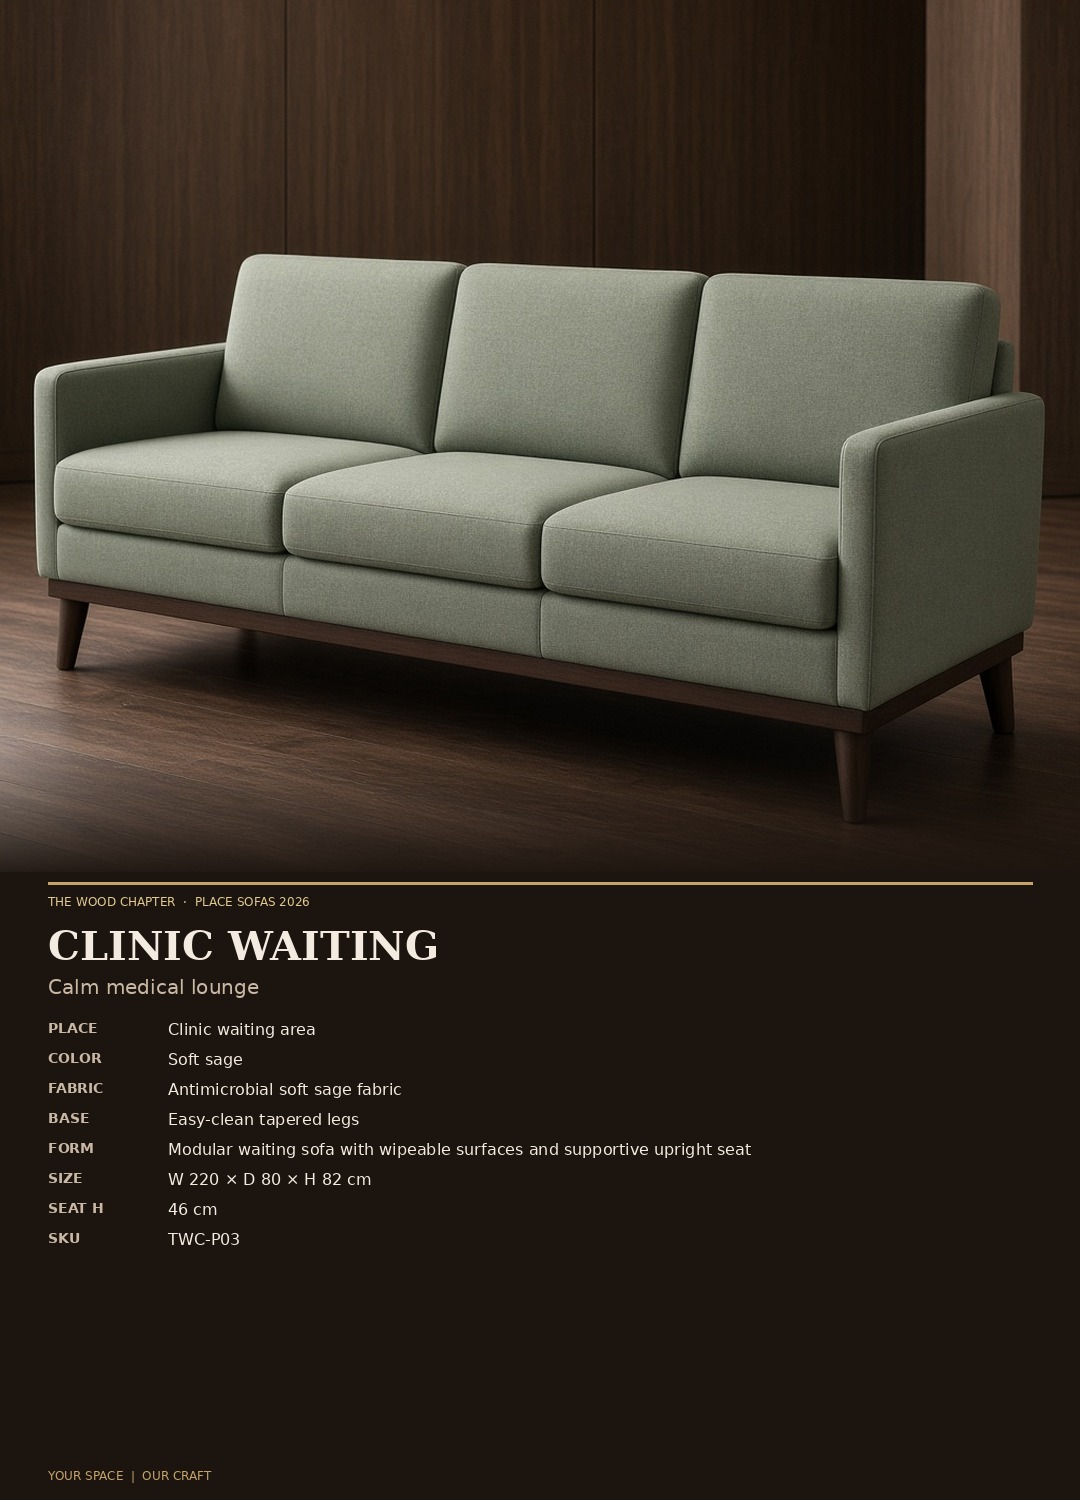 THE WOOD CHAPTER · PLACE SOFAS 2026
CLINIC WAITING
Calm medical lounge
PLACE Clinic waiting area
COLOR Soft sage
FABRIC Antimicrobial soft sage fabric
BASE Easy-clean tapered legs
FORM Modular waiting sofa with wipeable surfaces and supportive upright seat
SIZE W 220 × D 80 × H 82 cm
SEAT H 46 cm
SKU TWC-P03
YOUR SPACE | OUR CRAFT